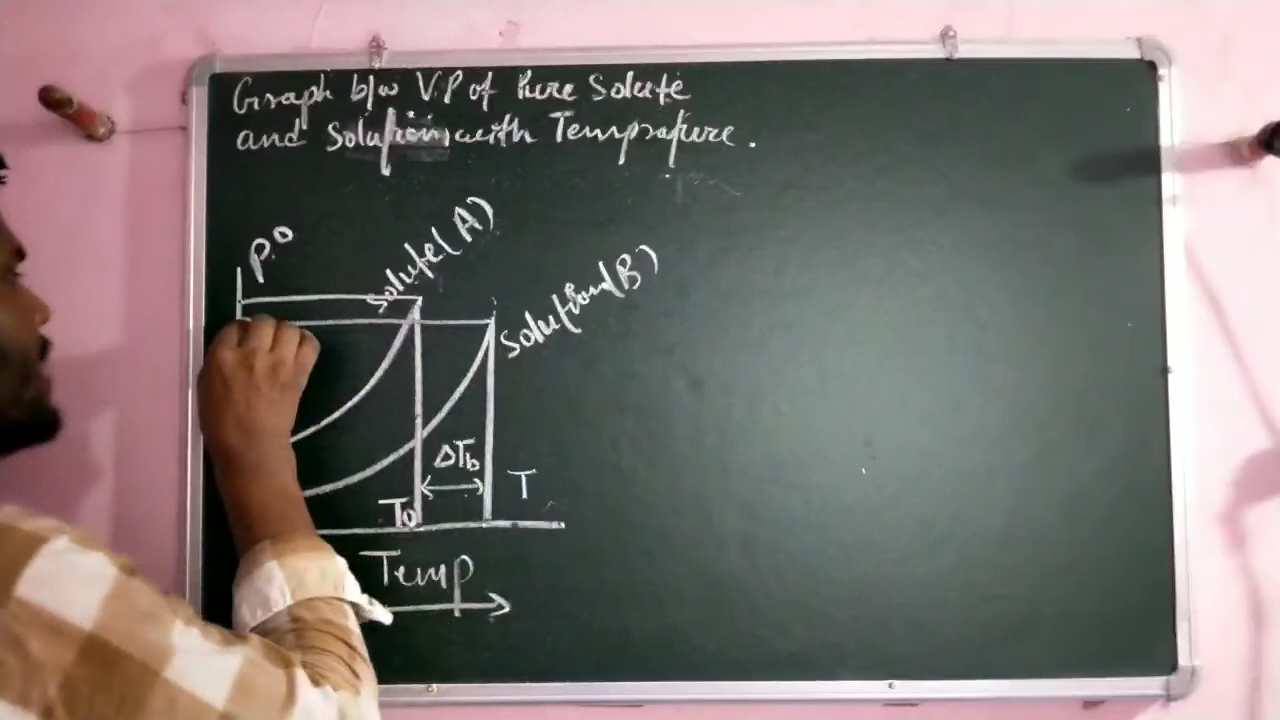 Graph b/w V.P of Pure Solute
and Solution with Temprature.
P°
Solute(A)
Solution(B)
ΔTb
T
To
Temp